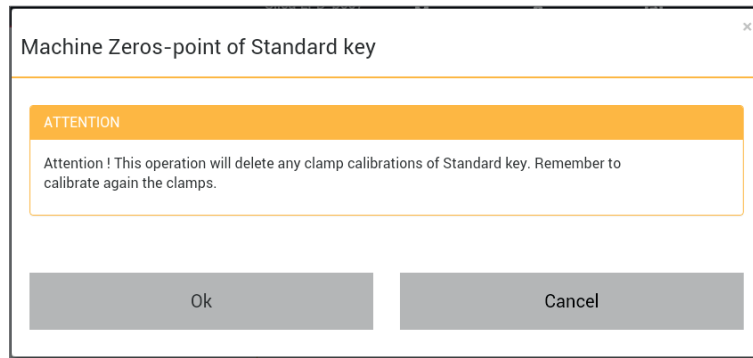 ×
Machine Zeros-point of Standard key
ATTENTION
Attention ! This operation will delete any clamp calibrations of Standard key. Remember to
calibrate again the clamps.
Ok
Cancel